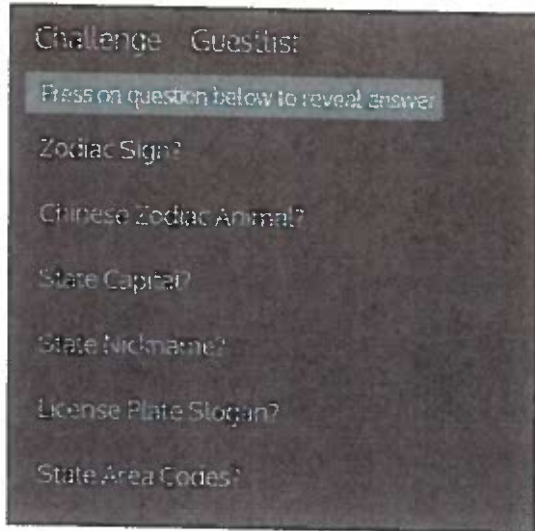 Challenge Guestlist
Press on question below to reveal answer
Zodiac Sign?
Chinese Zodiac Animal?
State Capital?
State Nickname?
License Plate Slogan?
State Area Codes?